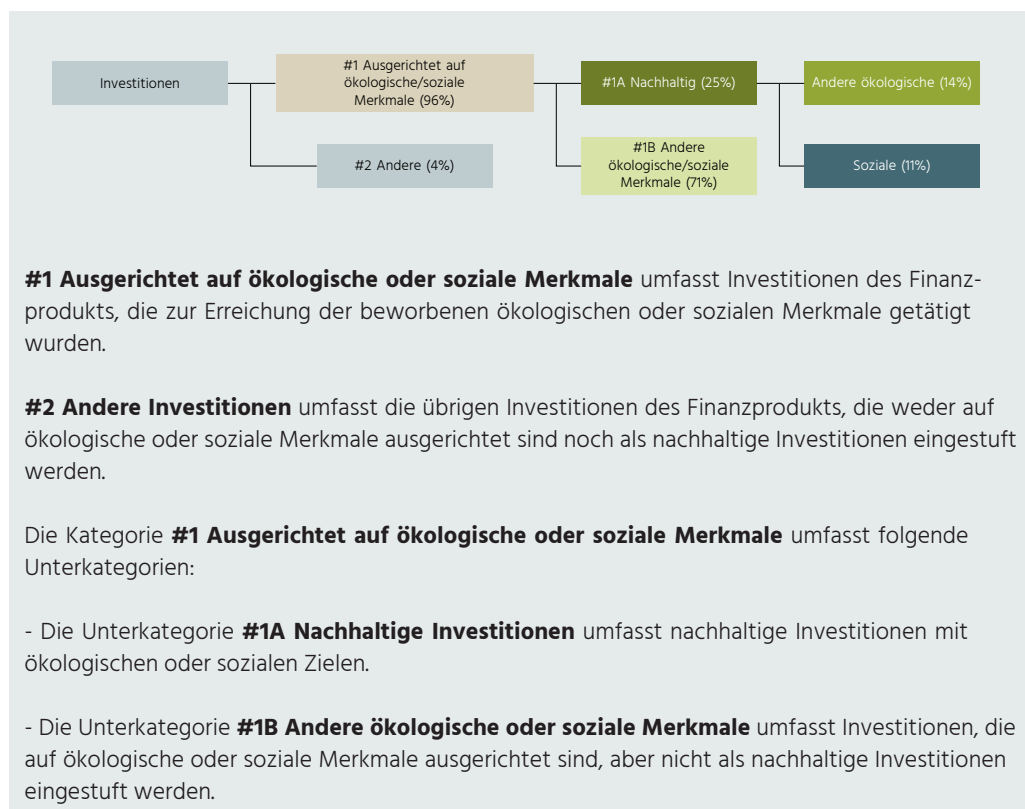 Investitionen
#1 Ausgerichtet auf
ökologische/soziale
Merkmale (96%)
#1A Nachhaltig (25%)
Andere ökologische (14%)
#2 Andere (4%)
#1B Andere
ökologische/soziale
Merkmale (71%)
Soziale (11%)
#1 Ausgerichtet auf ökologische oder soziale Merkmale umfasst Investitionen des Finanz-
produkts, die zur Erreichung der beworbenen ökologischen oder sozialen Merkmale getätigt
wurden.
#2 Andere Investitionen umfasst die übrigen Investitionen des Finanzprodukts, die weder auf
ökologische oder soziale Merkmale ausgerichtet sind noch als nachhaltige Investitionen eingestuft
werden.
Die Kategorie #1 Ausgerichtet auf ökologische oder soziale Merkmale umfasst folgende
Unterkategorien:
- Die Unterkategorie #1A Nachhaltige Investitionen umfasst nachhaltige Investitionen mit
ökologischen oder sozialen Zielen.
- Die Unterkategorie #1B Andere ökologische oder soziale Merkmale umfasst Investitionen, die
auf ökologische oder soziale Merkmale ausgerichtet sind, aber nicht als nachhaltige Investitionen
eingestuft werden.